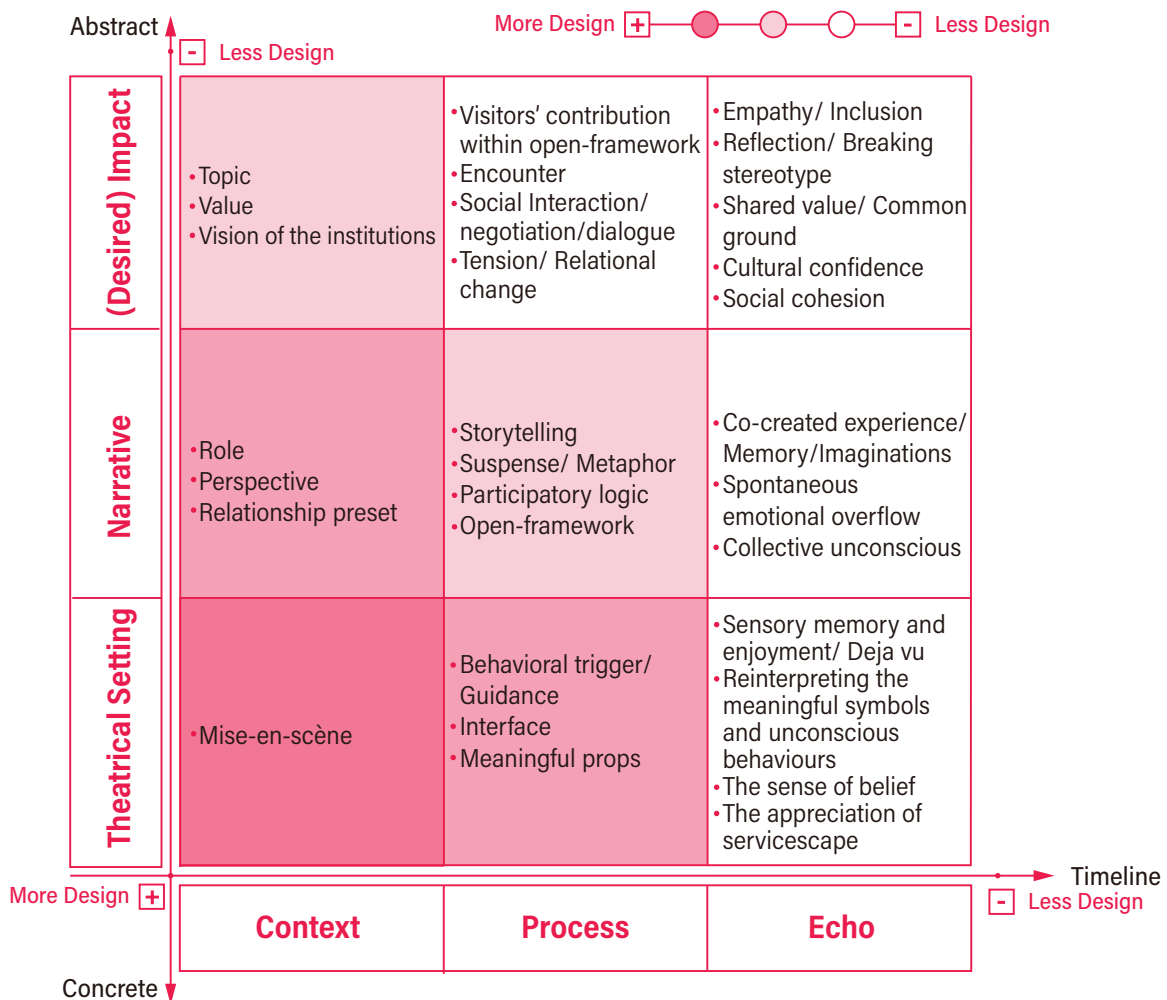 Abstract
More Design + - Less Design
- Less Design
(Desired) Impact
•Topic
•Value
•Vision of the institutions
•Visitors' contribution
within open-framework
•Encounter
•Social Interaction/
negotiation/dialogue
•Tension/ Relational
change
•Empathy/ Inclusion
•Reflection/ Breaking
stereotype
•Shared value/ Common
ground
•Cultural confidence
•Social cohesion
Narrative
•Role
•Perspective
•Relationship preset
•Storytelling
•Suspense/ Metaphor
•Participatory logic
•Open-framework
•Co-created experience/
Memory/Imaginations
•Spontaneous
emotional overflow
•Collective unconscious
Theatrical Setting
•Mise-en-scène
•Behavioral trigger/
Guidance
•Interface
•Meaningful props
•Sensory memory and
enjoyment/ Deja vu
•Reinterpreting the
meaningful symbols
and unconscious
behaviours
•The sense of belief
•The appreciation of
servicescape
Timeline
More Design +
- Less Design
Context
Process
Echo
Concrete